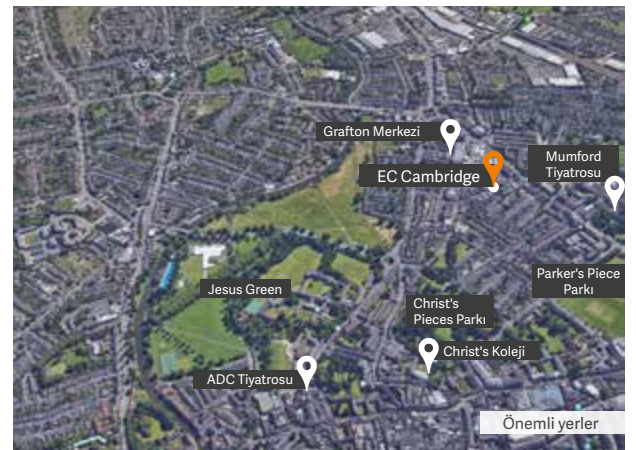 Grafton Merkezi
EC Cambridge
Mumford
Tiyatrosu
Parker's Piece
Parkı
Jesus Green
Christ's
Pieces Parkı
Christ's Koleji
ADC Tiyatrosu
Önemli yerler